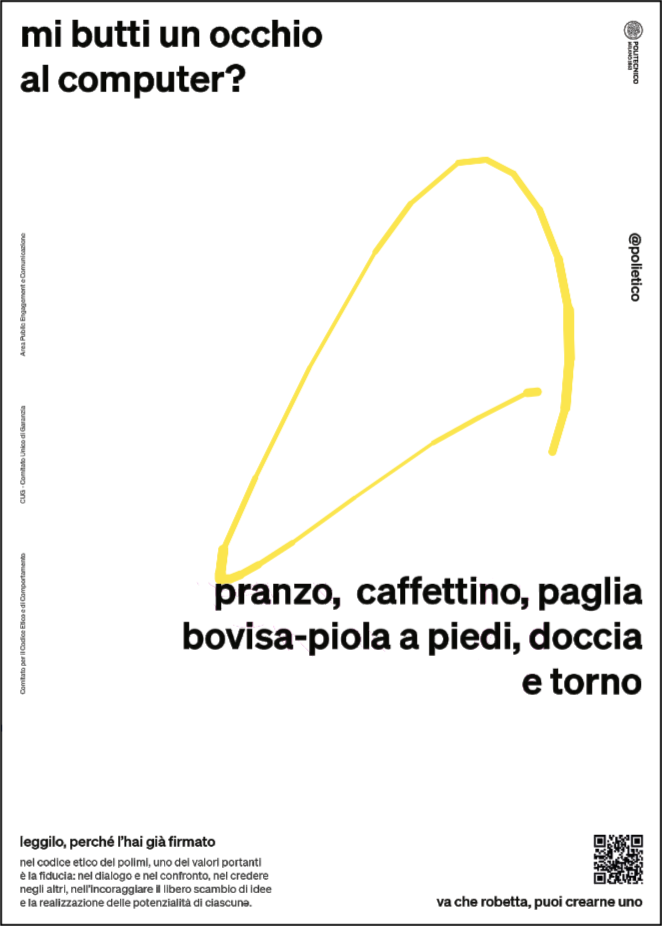 mi butti un occhio
al computer?
POLITECNICO
MILANO 1863
@polietico
Area Public Engagement e Comunicazione
CUG - Comitato Unico di Garanzia
Comitato per il Codice Etico e di Comportamento
pranzo, caffettino, paglia
bovisa-piola a piedi, doccia
e torno
leggilo, perché l'hai già firmato
nel codice etico del polimi, uno dei valori portanti
è la fiducia: nel dialogo e nel confronto, nel credere
negli altri, nell'incoraggiare il libero scambio di idee
e la realizzazione delle potenzialità di ciascunə.
va che robetta, puoi crearne uno